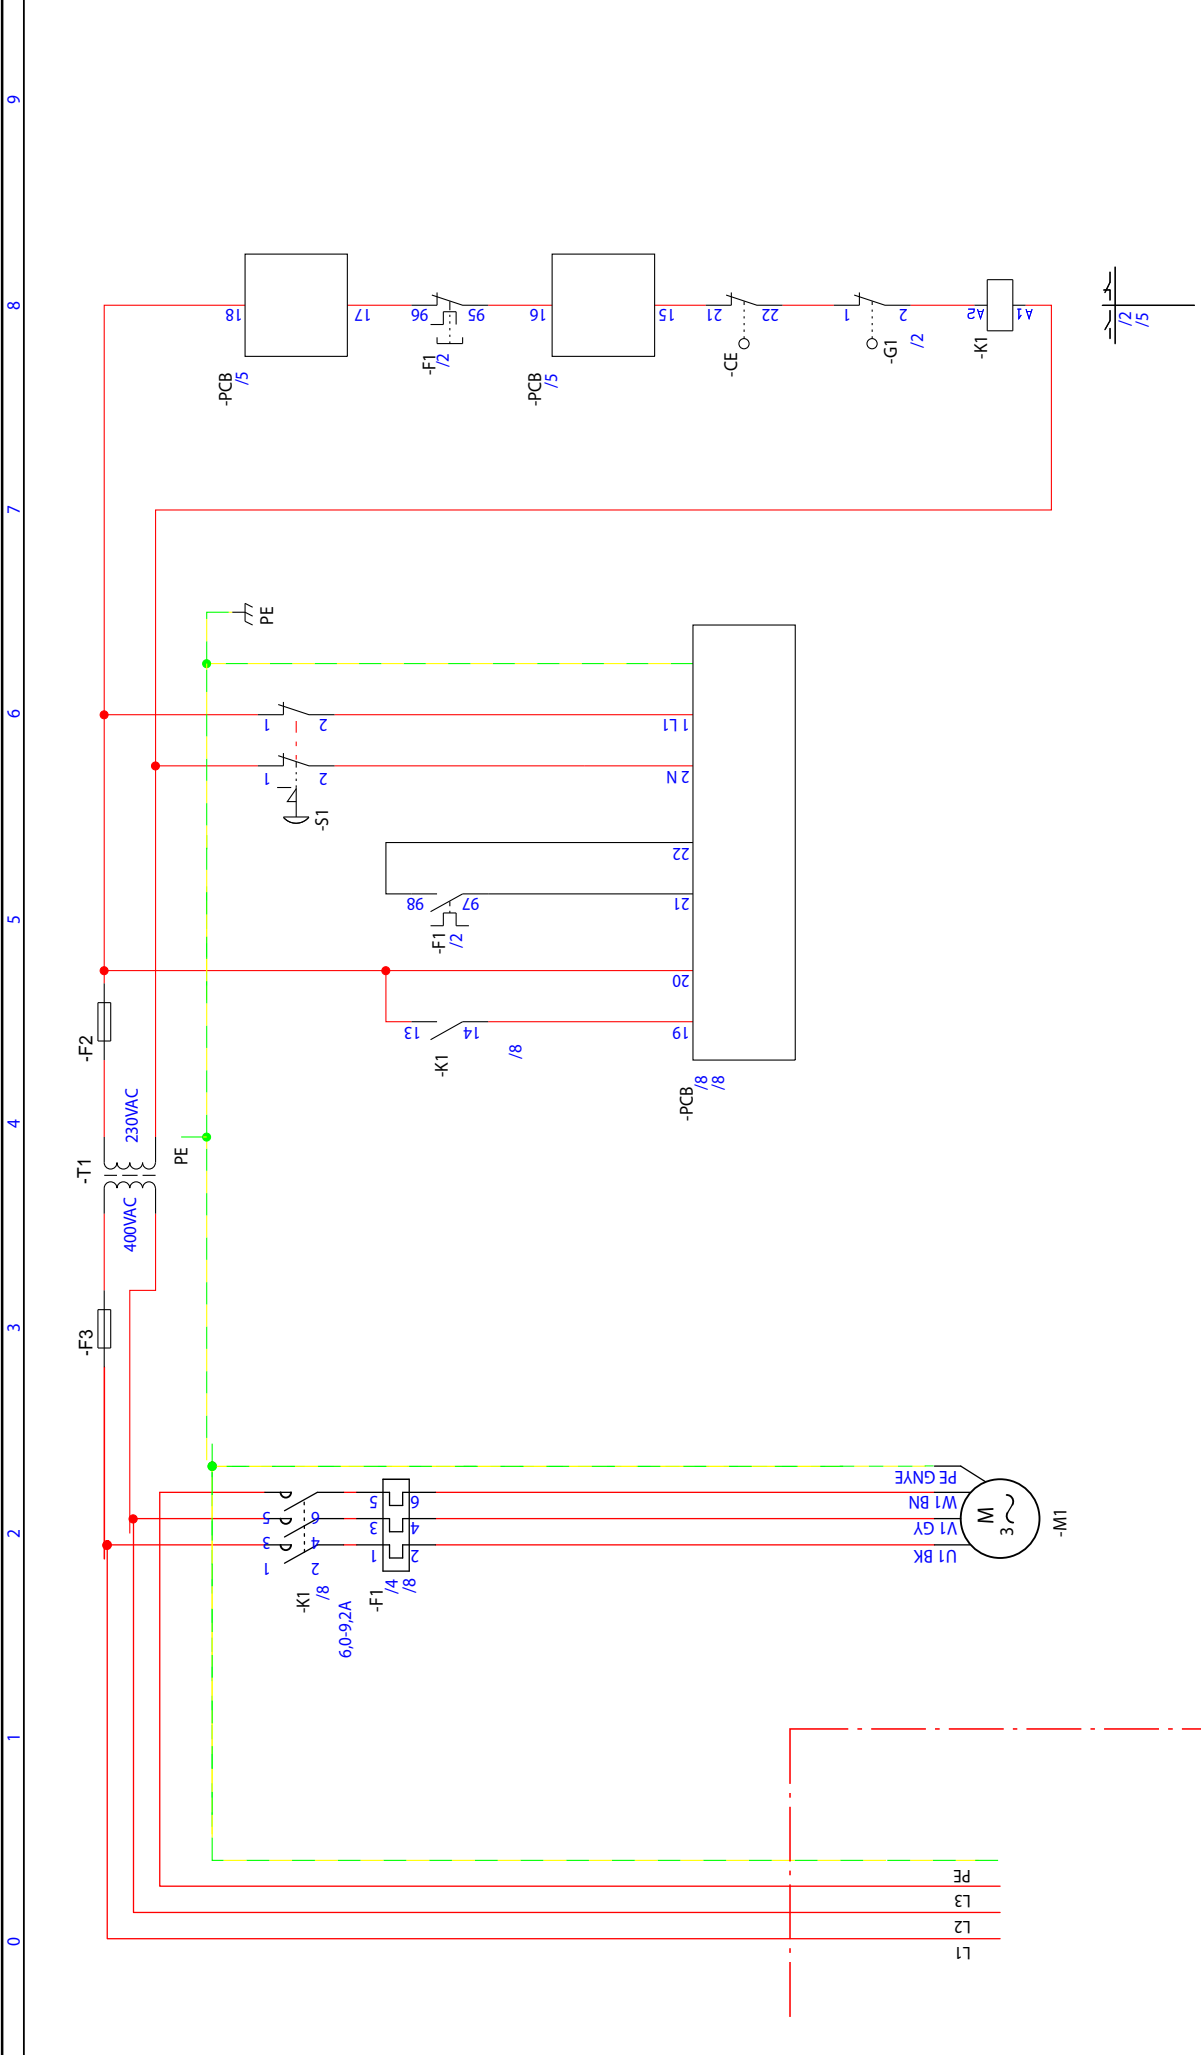 0
1
2
3
4
5
6
7
8
9
L1
L2
L3
PE
-F3
400VAC
-T1
230VAC
-F2
PE
PE
1
2
3
4
5
6
-K1
/8
6,0-9,2A
1
2
3
4
5
6
-F1
/4
/8
U1 BK
V1 GY
W1 BN
PE GNYE
M
3
-M1
13
14
-K1
/8
98
97
-F1
/2
1
2
1
2
-S1
19
20
21
22
2 N
1 L1
-PCB
/8
/8
18
17
-PCB
/5
96
95
-F1
/2
16
15
-PCB
/5
21
22
-CE
1
2
-G1
/2
A2
A1
-K1
/2
/5